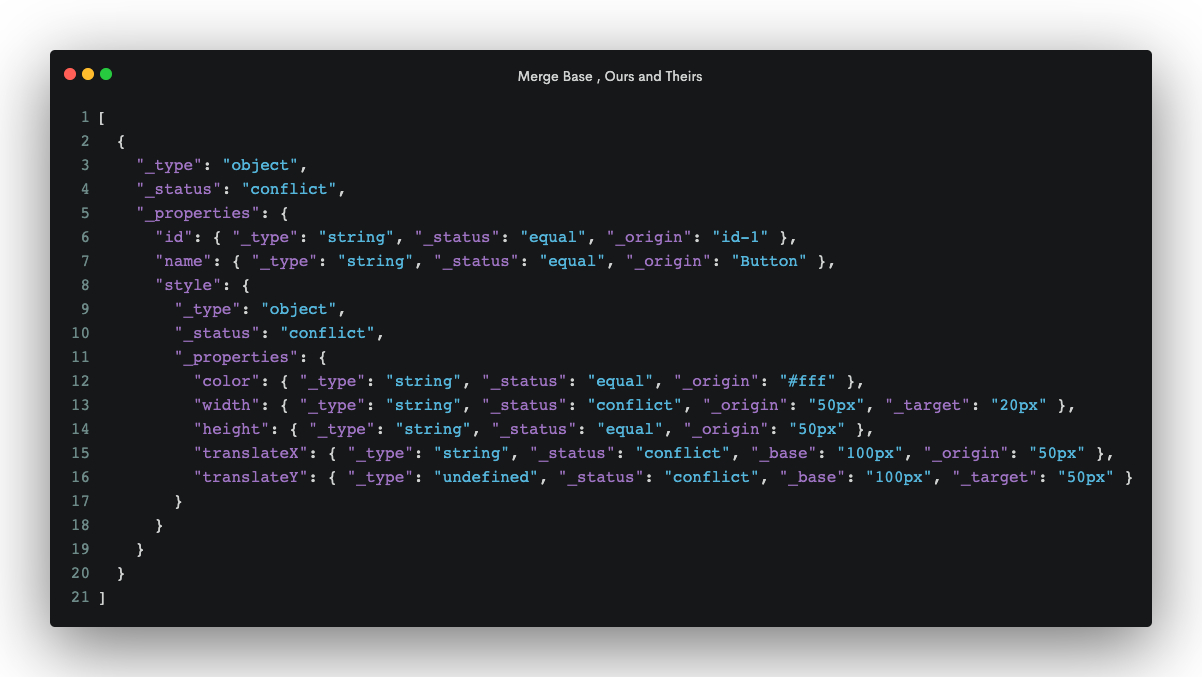 Merge Base , Ours and Theirs
1 [
2   {
3     "_type": "object",
4     "_status": "conflict",
5     "_properties": {
6       "id": { "_type": "string", "_status": "equal", "_origin": "id-1" },
7       "name": { "_type": "string", "_status": "equal", "_origin": "Button" },
8       "style": {
9         "_type": "object",
10         "_status": "conflict",
11         "_properties": {
12           "color": { "_type": "string", "_status": "equal", "_origin": "#fff" },
13           "width": { "_type": "string", "_status": "conflict", "_origin": "50px", "_target": "20px" },
14           "height": { "_type": "string", "_status": "equal", "_origin": "50px" },
15           "translateX": { "_type": "string", "_status": "conflict", "_base": "100px", "_origin": "50px" },
16           "translateY": { "_type": "undefined", "_status": "conflict", "_base": "100px", "_target": "50px" }
17         }
18       }
19     }
20   }
21 ]